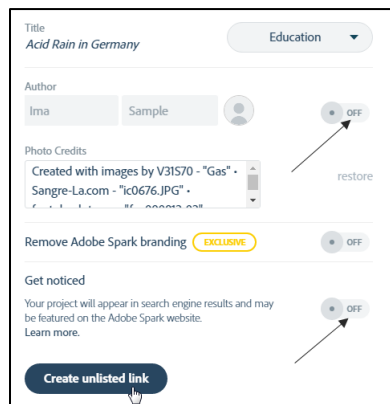 Title
Acid Rain in Germany
Education
Author
Ima
Sample
OFF
Photo Credits
Created with images by V31S70 - "Gas" •
Sangre-La.com - "ic0676.JPG" •
restore
Remove Adobe Spark branding
EXCLUSIVE
OFF
Get noticed
Your project will appear in search engine results and may
be featured on the Adobe Spark website.
Learn more.
OFF
Create unlisted link